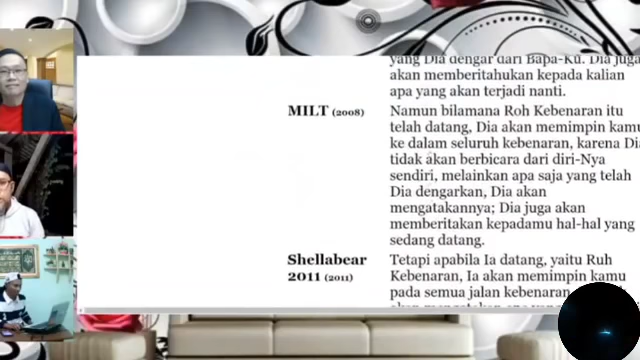 yang Dia dengar dari Bapa-Ku. Dia juga
akan memberitahukan kepada kalian
apa yang akan terjadi nanti.
MILT (2008)
Namun bilamana Roh Kebenaran itu
telah datang, Dia akan memimpin kamu
ke dalam seluruh kebenaran, karena Dia
tidak akan berbicara dari diri-Nya
sendiri, melainkan apa saja yang telah
Dia dengarkan, Dia akan
mengatakannya; Dia juga akan
memberitakan kepadamu hal-hal yang
sedang datang.
Shellabear
2011 (2011)
Tetapi apabila Ia datang, yaitu Ruh
Kebenaran, Ia akan memimpin kamu
pada semua jalan kebenaran